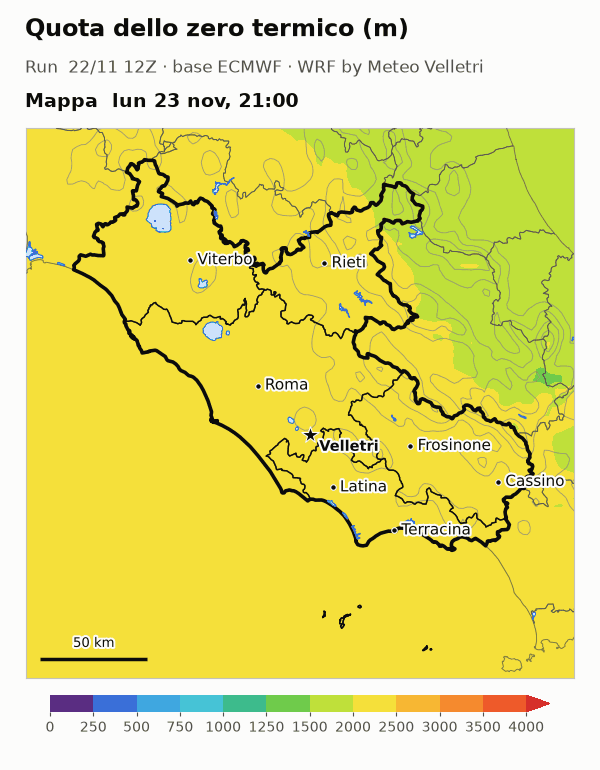 Quota dello zero termico (m)
Run  22/11 12Z · base ECMWF · WRF by Meteo Velletri
Mappa  lun 23 nov, 21:00
Viterbo
Rieti
Roma
Velletri
Frosinone
Cassino
Latina
Terracina
50 km
0 250 500 750 1000 1250 1500 2000 2500 3000 3500 4000